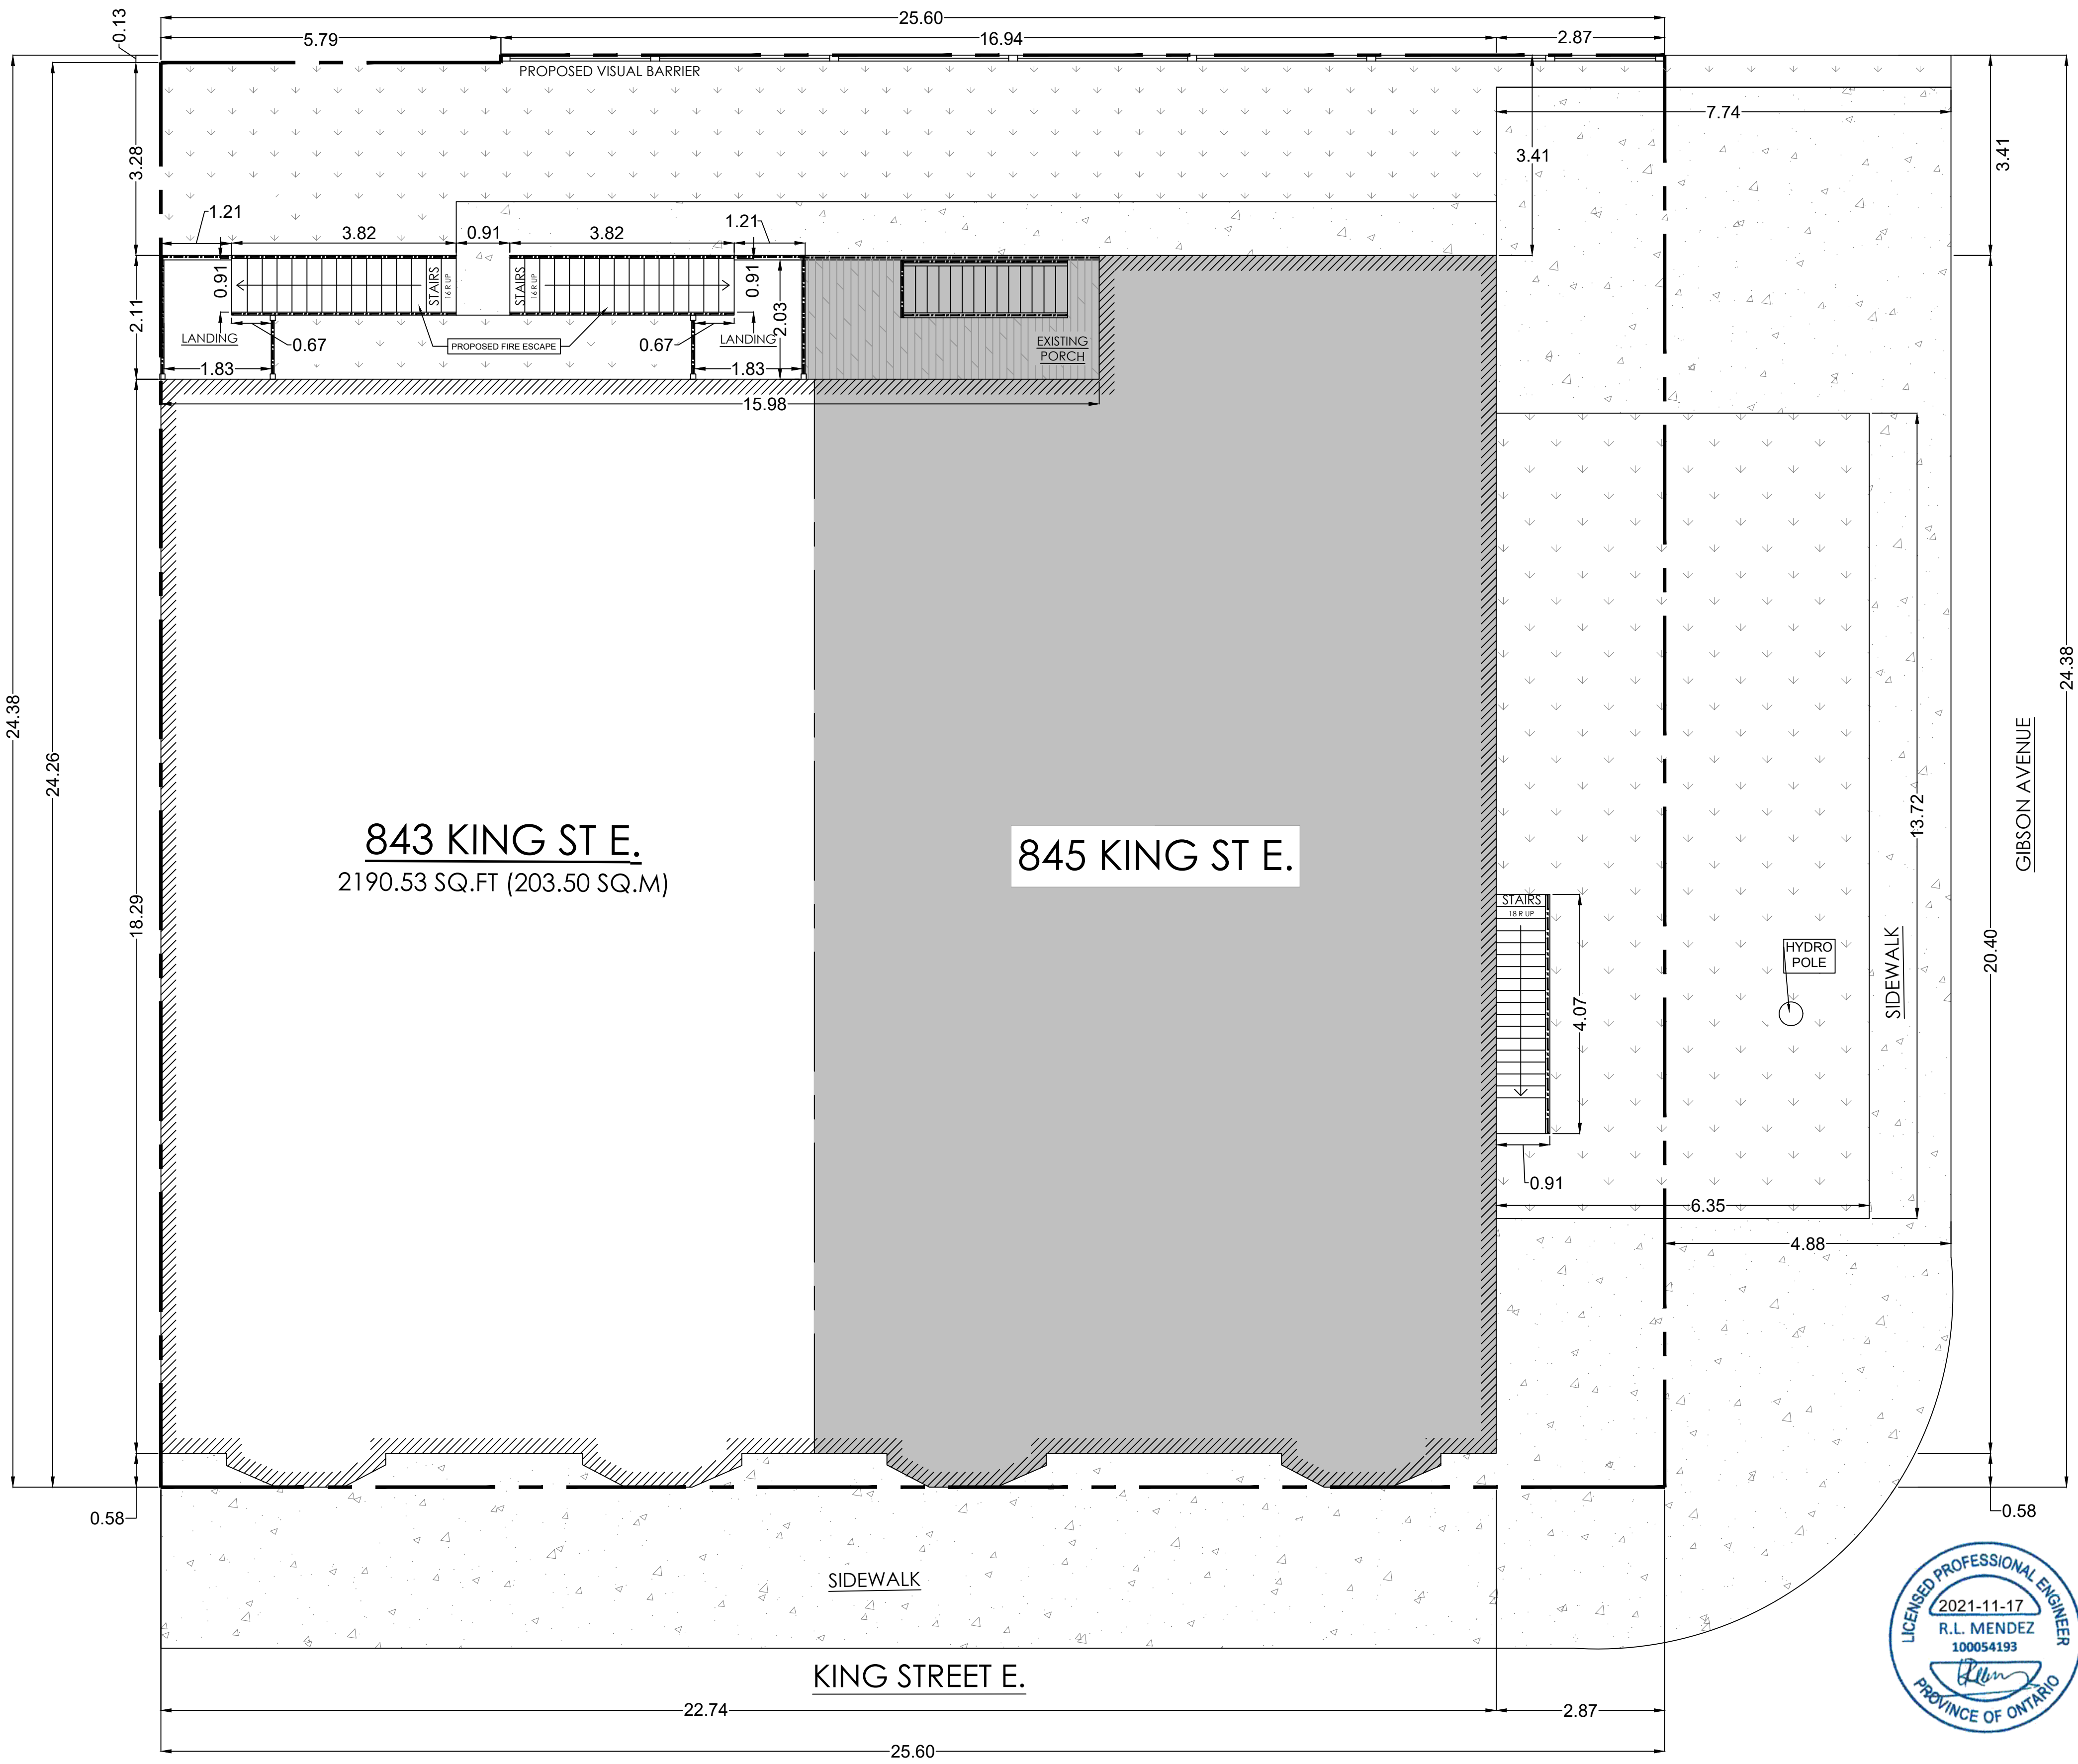 0.13
25.60
5.79
16.94
2.87
PROPOSED VISUAL BARRIER
7.74
3.28
3.41
3.41
1.21
3.82
0.91
3.82
1.21
0.91
STAIRS
16 R UP
STAIRS
16 R UP
0.91
2.11
2.03
LANDING
0.67
PROPOSED FIRE ESCAPE
0.67
LANDING
EXISTING
PORCH
1.83
1.83
15.98
24.38
24.26
18.29
843 KING ST E.
2190.53 SQ.FT (203.50 SQ.M)
845 KING ST E.
STAIRS
18 R UP
4.07
0.91
HYDRO
POLE
SIDEWALK
13.72
20.40
GIBSON AVENUE
24.38
6.35
4.88
0.58
0.58
SIDEWALK
KING STREET E.
22.74
2.87
25.60
LICENSED PROFESSIONAL ENGINEER
2021-11-17
R.L. MENDEZ
100054193
PROVINCE OF ONTARIO